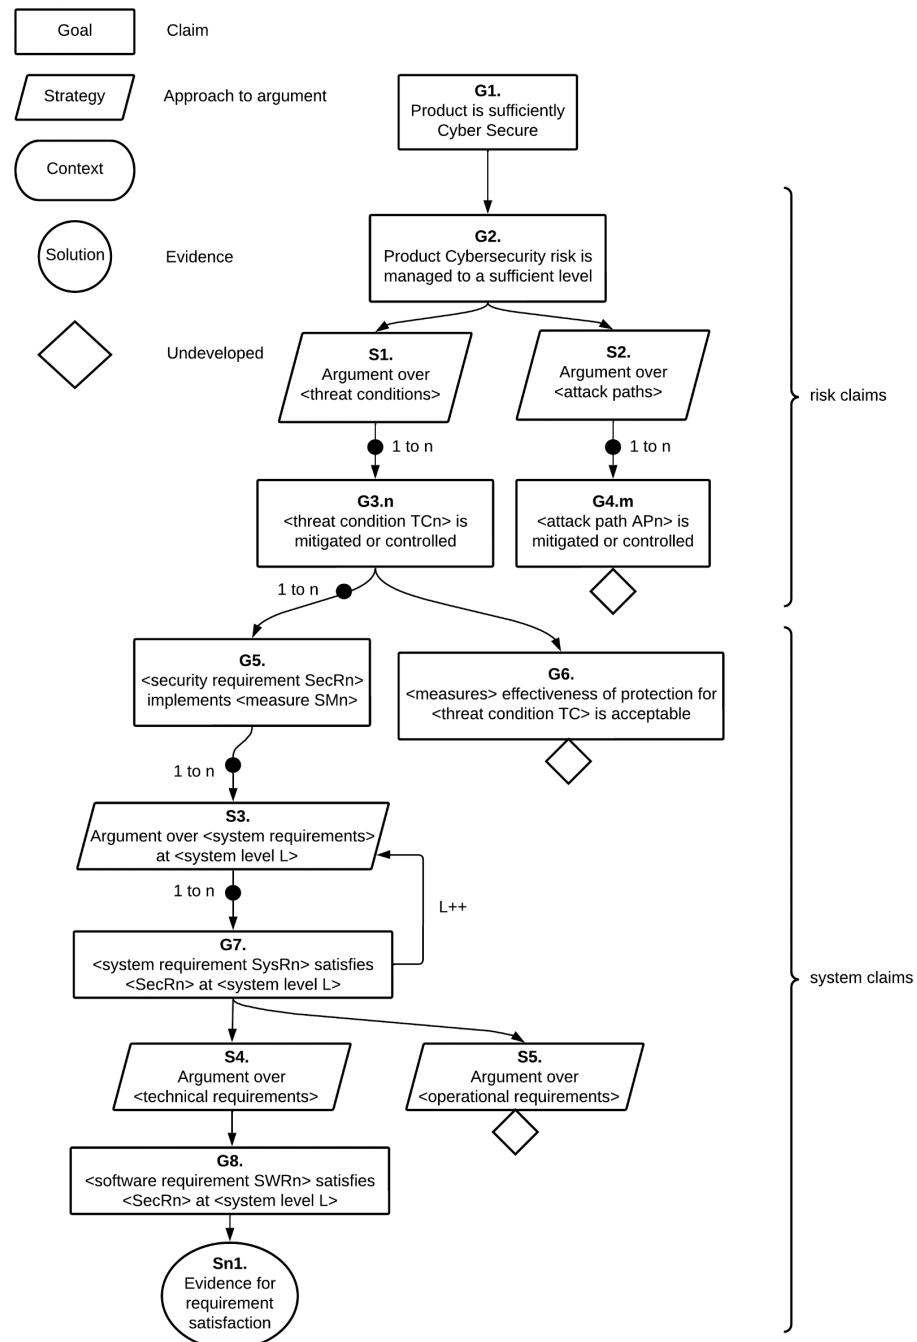 Goal
Claim
Strategy
Approach to argument
Context
Solution
Evidence
Undeveloped
G1.
Product is sufficiently
Cyber Secure
G2.
Product Cybersecurity risk is
managed to a sufficient level
S1.
Argument over
<threat conditions>
S2.
Argument over
<attack paths>
risk claims
1 to n
1 to n
G3.n
<threat condition TCn> is
mitigated or controlled
G4.m
<attack path APn> is
mitigated or controlled
1 to n
G5.
<security requirement SecRn>
implements <measure SMn>
G6.
<measures> effectiveness of protection for
<threat condition TC> is acceptable
1 to n
S3.
Argument over <system requirements>
at <system level L>
1 to n
L++
G7.
<system requirement SysRn> satisfies
<SecRn> at <system level L>
system claims
S4.
Argument over
<technical requirements>
S5.
Argument over
<operational requirements>
G8.
<software requirement SWRn> satisfies
<SecRn> at <system level L>
Sn1.
Evidence for
requirement
satisfaction